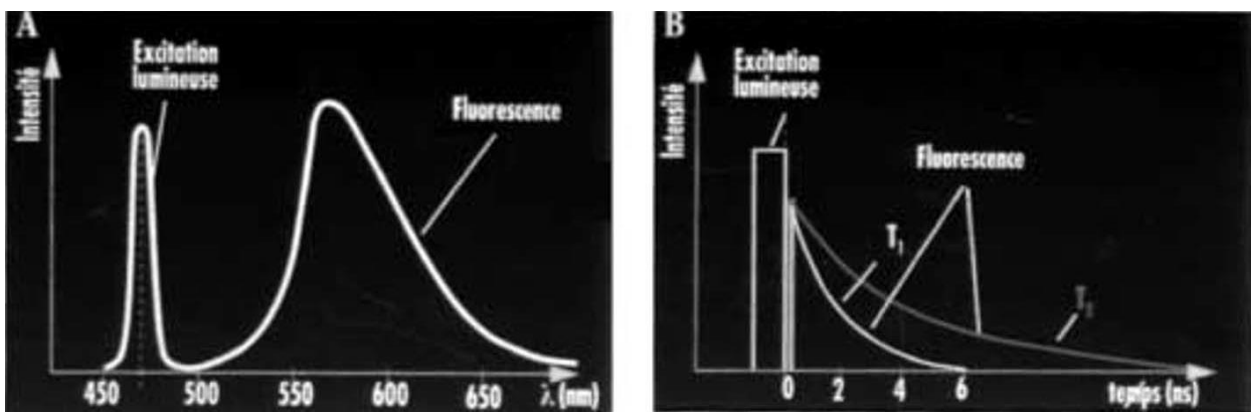 A
Excitation
lumineuse
Intensité
Fluorescence
450
500
550
600
650
λ (nm)
B
Excitation
lumineuse
Intensité
Fluorescence
T1
T2
0
2
4
6
temps (ns)